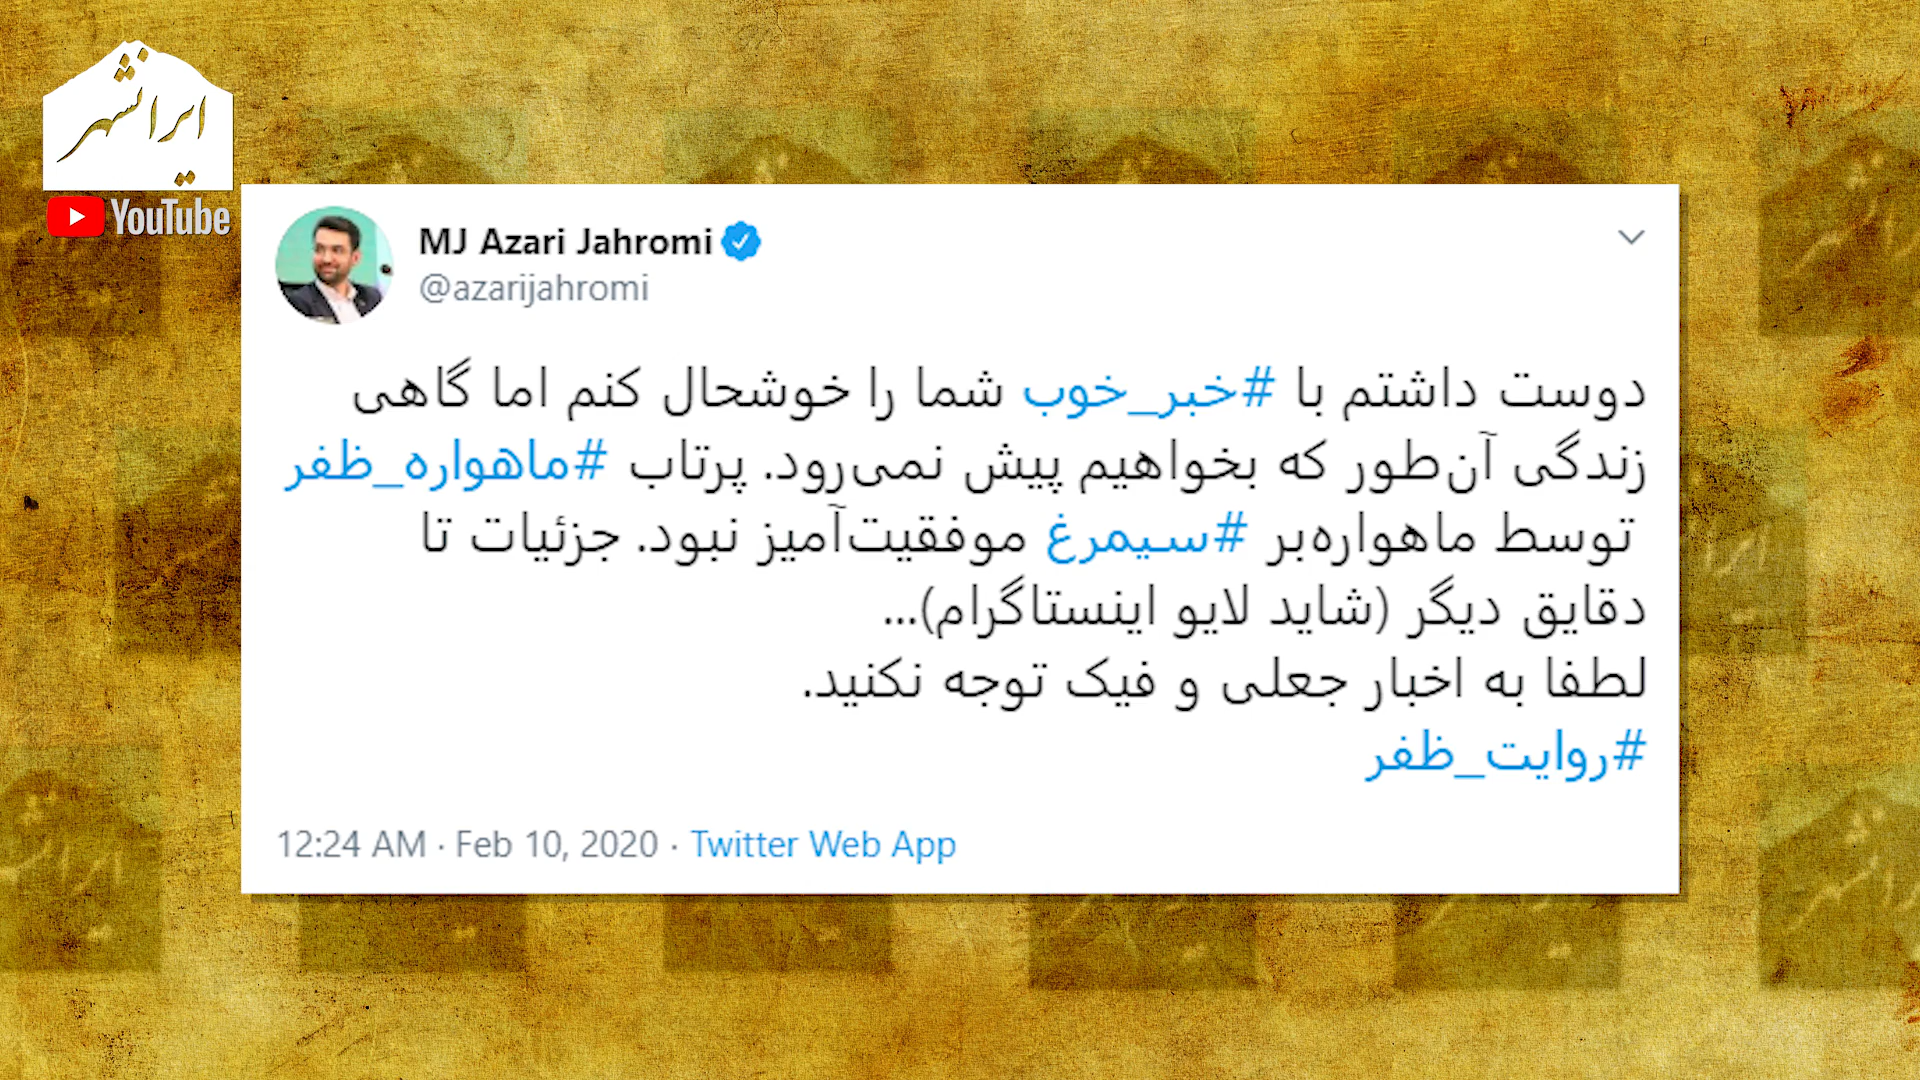 ایرانشهر
YouTube
MJ Azari Jahromi
@azarijahromi
دوست داشتم با #خبر_خوب شما را خوشحال کنم اما گاهی
زندگی آن‌طور که بخواهیم پیش نمی‌رود. پرتاب #ماهواره_ظفر
توسط ماهواره‌بر #سیمرغ موفقیت‌آمیز نبود. جزئیات تا
دقایق دیگر (شاید لایو اینستاگرام)...
لطفا به اخبار جعلی و فیک توجه نکنید.
#روایت_ظفر
12:24 AM · Feb 10, 2020 · Twitter Web App